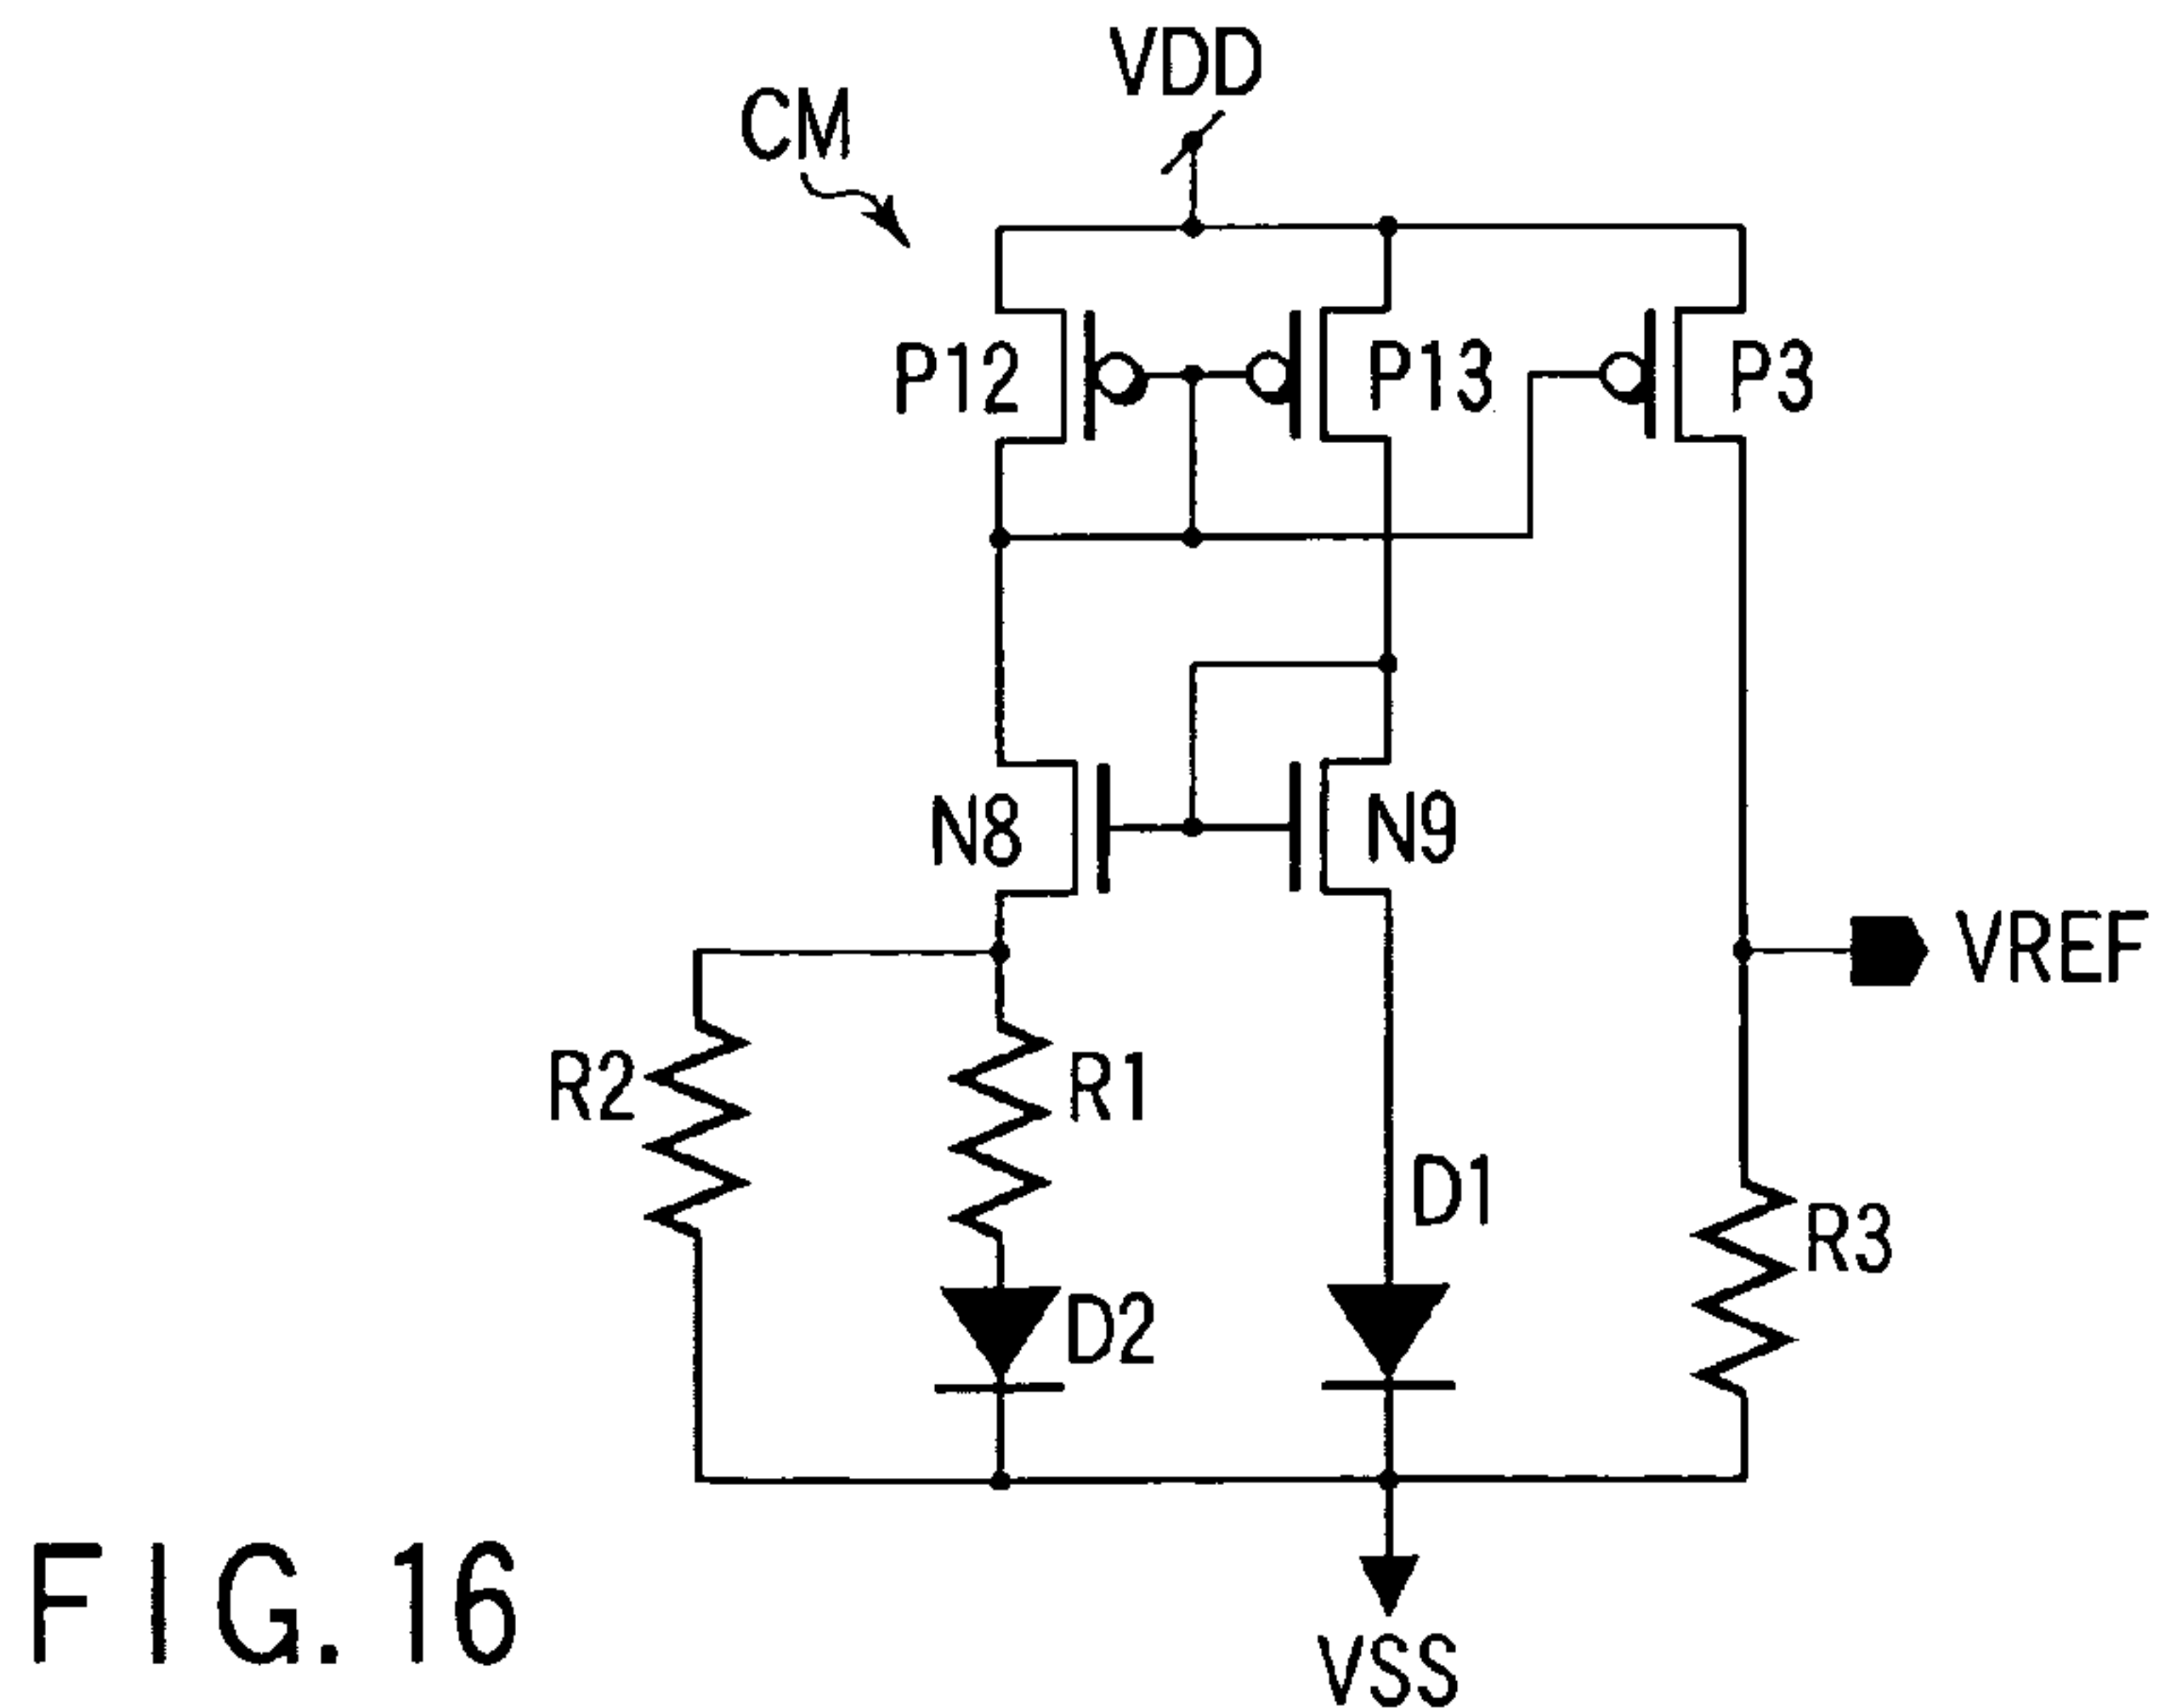 VDD
CM
P12
P13
P3
N8
N9
VREF
R2
R1
D1
R3
D2
FIG. 16
VSS